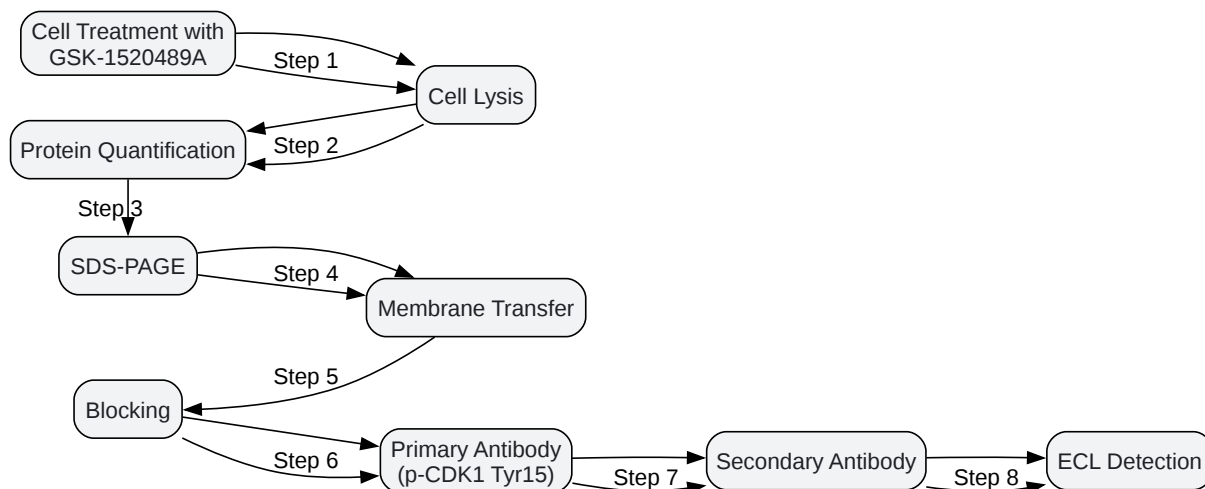 Cell Treatment with
GSK-1520489A
Step 1
Cell Lysis
Protein Quantification
Step 2
Step 3
SDS-PAGE
Step 4
Membrane Transfer
Step 5
Blocking
Step 6
Primary Antibody
(p-CDK1 Tyr15)
Step 7
Secondary Antibody
Step 8
ECL Detection